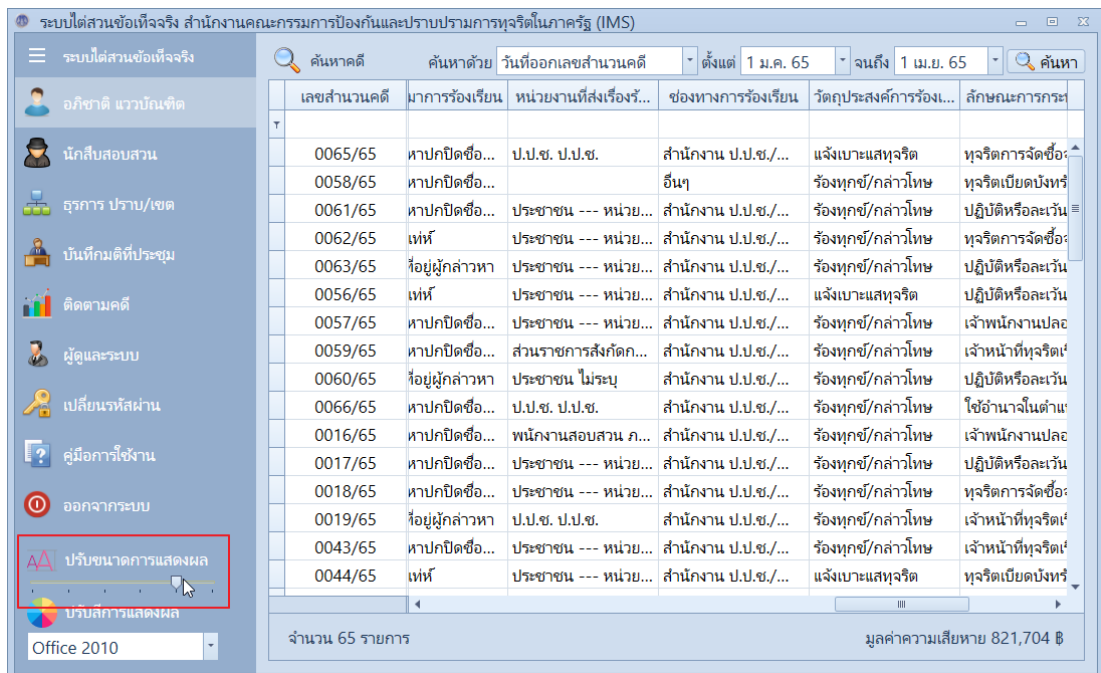 ระบบไต่สวนข้อเท็จจริง สำนักงานคณะกรรมการป้องกันและปราบปรามการทุจริตในภาครัฐ (IMS)
ระบบไต่สวนข้อเท็จจริง
อภิชาติ แววบัณฑิต
นักสืบสอบสวน
ธุรการ ปราบ/เขต
บันทึกมติที่ประชุม
ติดตามคดี
ผู้ดูแลระบบ
เปลี่ยนรหัสผ่าน
คู่มือการใช้งาน
ออกจากระบบ
AA ปรับขนาดการแสดงผล
ปรับสีการแสดงผล
Office 2010
ค้นหาคดี ค้นหาด้วย วันที่ออกเลขสำนวนคดี ตั้งแต่ 1 ม.ค. 65 จนถึง 1 เม.ย. 65 ค้นหา
เลขสำนวนคดี มาการร้องเรียน หน่วยงานที่ส่งเรื่องร้... ช่องทางการร้องเรียน วัตถุประสงค์การร้องเ... ลักษณะการกระ
0065/65 หาปกปิดชื่อ... ป.ป.ช. ป.ป.ช. สำนักงาน ป.ป.ช./... แจ้งเบาะแสทุจริต ทุจริตการจัดซื้อ
0058/65 หาปกปิดชื่อ... อื่นๆ ร้องทุกข์/กล่าวโทษ ทุจริตเบียดบังทรั
0061/65 หาปกปิดชื่อ... ประชาชน --- หน่วย... สำนักงาน ป.ป.ช./... ร้องทุกข์/กล่าวโทษ ปฏิบัติหรือละเว้น
0062/65 เท่ห์ ประชาชน --- หน่วย... สำนักงาน ป.ป.ช./... ร้องทุกข์/กล่าวโทษ ทุจริตการจัดซื้อ
0063/65 ที่อยู่ผู้กล่าวหา ประชาชน --- หน่วย... สำนักงาน ป.ป.ช./... ร้องทุกข์/กล่าวโทษ ปฏิบัติหรือละเว้น
0056/65 เท่ห์ ประชาชน --- หน่วย... สำนักงาน ป.ป.ช./... แจ้งเบาะแสทุจริต ปฏิบัติหรือละเว้น
0057/65 หาปกปิดชื่อ... ประชาชน --- หน่วย... สำนักงาน ป.ป.ช./... ร้องทุกข์/กล่าวโทษ เจ้าพนักงานปลอ
0059/65 หาปกปิดชื่อ... ส่วนราชการสังกัดก... สำนักงาน ป.ป.ช./... ร้องทุกข์/กล่าวโทษ เจ้าหน้าที่ทุจริตเ
0060/65 ที่อยู่ผู้กล่าวหา ประชาชน ไม่ระบุ สำนักงาน ป.ป.ช./... ร้องทุกข์/กล่าวโทษ ปฏิบัติหรือละเว้น
0066/65 หาปกปิดชื่อ... ป.ป.ช. ป.ป.ช. สำนักงาน ป.ป.ช./... ร้องทุกข์/กล่าวโทษ ใช้อำนาจในตำแ
0016/65 หาปกปิดชื่อ... พนักงานสอบสวน ภ... สำนักงาน ป.ป.ช./... ร้องทุกข์/กล่าวโทษ เจ้าพนักงานปลอ
0017/65 หาปกปิดชื่อ... ประชาชน --- หน่วย... สำนักงาน ป.ป.ช./... ร้องทุกข์/กล่าวโทษ ปฏิบัติหรือละเว้น
0018/65 หาปกปิดชื่อ... ประชาชน --- หน่วย... สำนักงาน ป.ป.ช./... ร้องทุกข์/กล่าวโทษ ทุจริตการจัดซื้อ
0019/65 ที่อยู่ผู้กล่าวหา ป.ป.ช. ป.ป.ช. สำนักงาน ป.ป.ช./... ร้องทุกข์/กล่าวโทษ เจ้าหน้าที่ทุจริตเ
0043/65 หาปกปิดชื่อ... ประชาชน --- หน่วย... สำนักงาน ป.ป.ช./... ร้องทุกข์/กล่าวโทษ เจ้าหน้าที่ทุจริตเ
0044/65 เท่ห์ ประชาชน --- หน่วย... สำนักงาน ป.ป.ช./... แจ้งเบาะแสทุจริต ทุจริตเบียดบังทรั
จำนวน 65 รายการ มูลค่าความเสียหาย 821,704 ฿